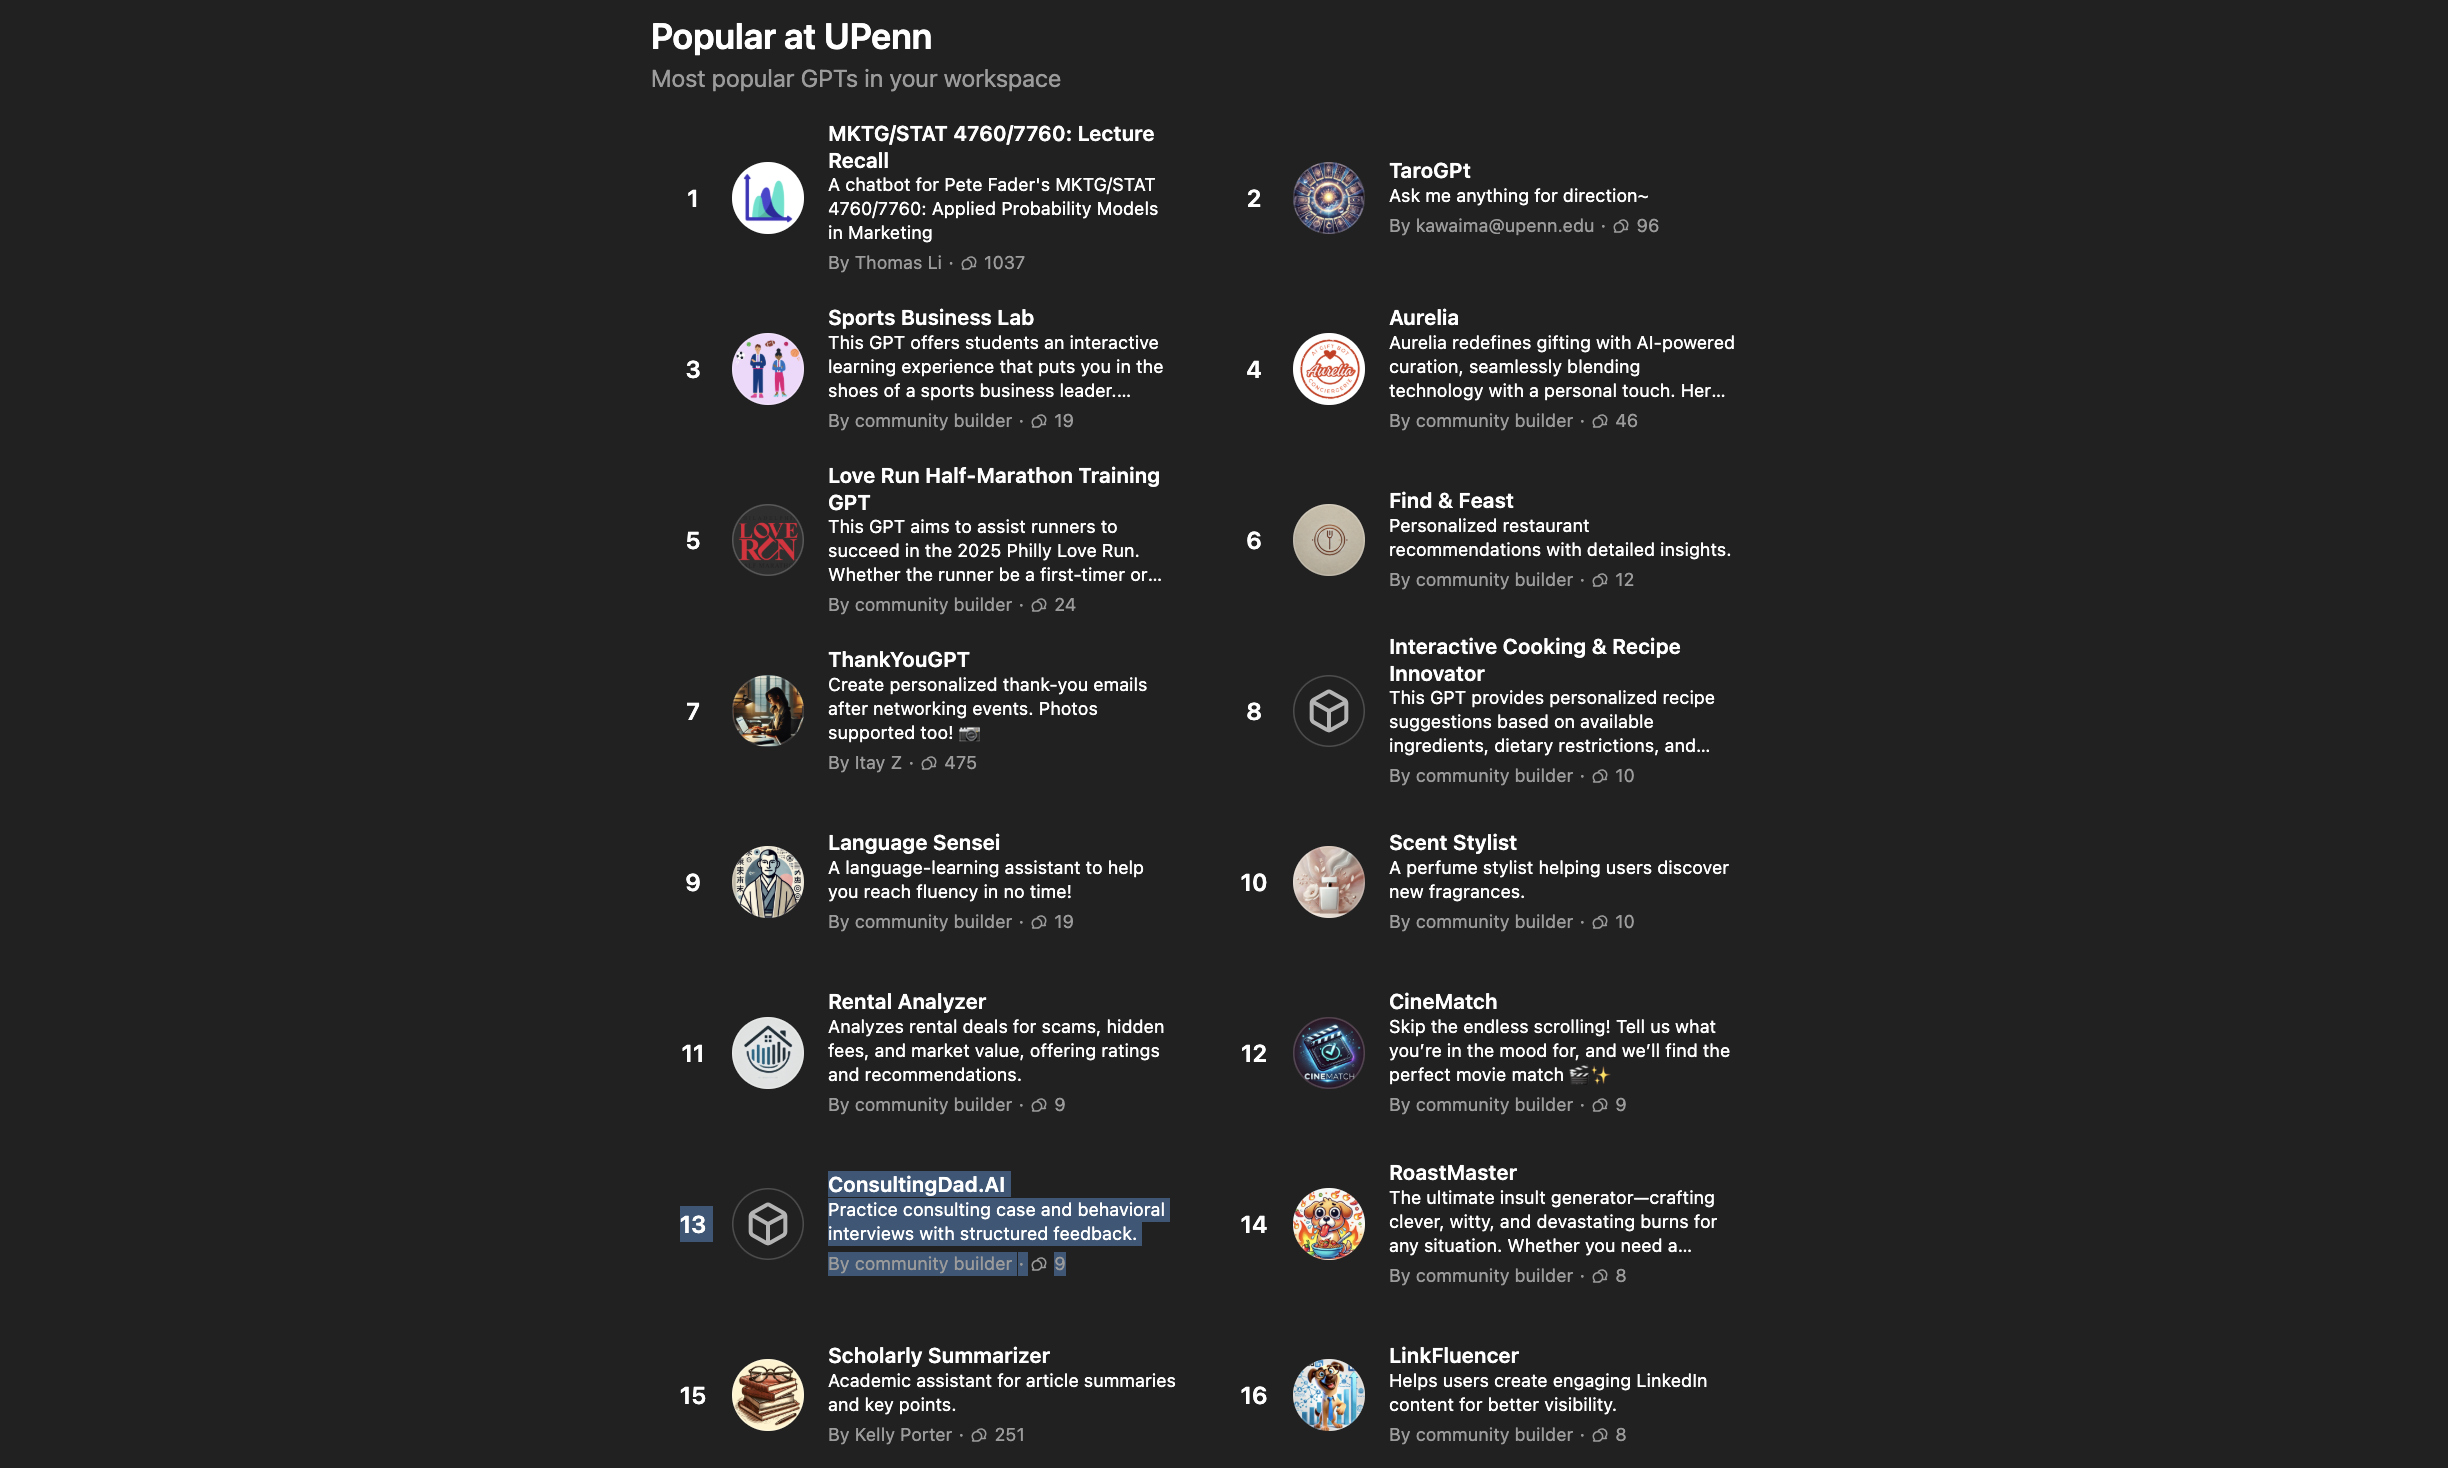 Popular at UPenn
Most popular GPTs in your workspace
1
MKTG/STAT 4760/7760: Lecture
Recall
A chatbot for Pete Fader's MKTG/STAT
4760/7760: Applied Probability Models
in Marketing
By Thomas Li · 1037
2
TaroGPt
Ask me anything for direction~
By kawaima@upenn.edu · 96
3
Sports Business Lab
This GPT offers students an interactive
learning experience that puts you in the
shoes of a sports business leader....
By community builder · 19
4
AI GIFT BOT
Aurelia
CONCIERGERIE
Aurelia
Aurelia redefines gifting with AI-powered
curation, seamlessly blending
technology with a personal touch. Her...
By community builder · 46
5
LOVE
RUN
Love Run Half-Marathon Training
GPT
This GPT aims to assist runners to
succeed in the 2025 Philly Love Run.
Whether the runner be a first-timer or...
By community builder · 24
6
Find & Feast
Personalized restaurant
recommendations with detailed insights.
By community builder · 12
7
ThankYouGPT
Create personalized thank-you emails
after networking events. Photos
supported too! 📷
By Itay Z · 475
8
Interactive Cooking & Recipe
Innovator
This GPT provides personalized recipe
suggestions based on available
ingredients, dietary restrictions, and...
By community builder · 10
9
Language Sensei
A language-learning assistant to help
you reach fluency in no time!
By community builder · 19
10
Scent Stylist
A perfume stylist helping users discover
new fragrances.
By community builder · 10
11
Rental Analyzer
Analyzes rental deals for scams, hidden
fees, and market value, offering ratings
and recommendations.
By community builder · 9
12
CINEMATCH
CineMatch
Skip the endless scrolling! Tell us what
you’re in the mood for, and we’ll find the
perfect movie match 🎬✨
By community builder · 9
13
ConsultingDad.AI
Practice consulting case and behavioral
interviews with structured feedback.
By community builder · 9
14
RoastMaster
The ultimate insult generator—crafting
clever, witty, and devastating burns for
any situation. Whether you need a...
By community builder · 8
15
Scholarly Summarizer
Academic assistant for article summaries
and key points.
By Kelly Porter · 251
16
LinkFluencer
Helps users create engaging LinkedIn
content for better visibility.
By community builder · 8